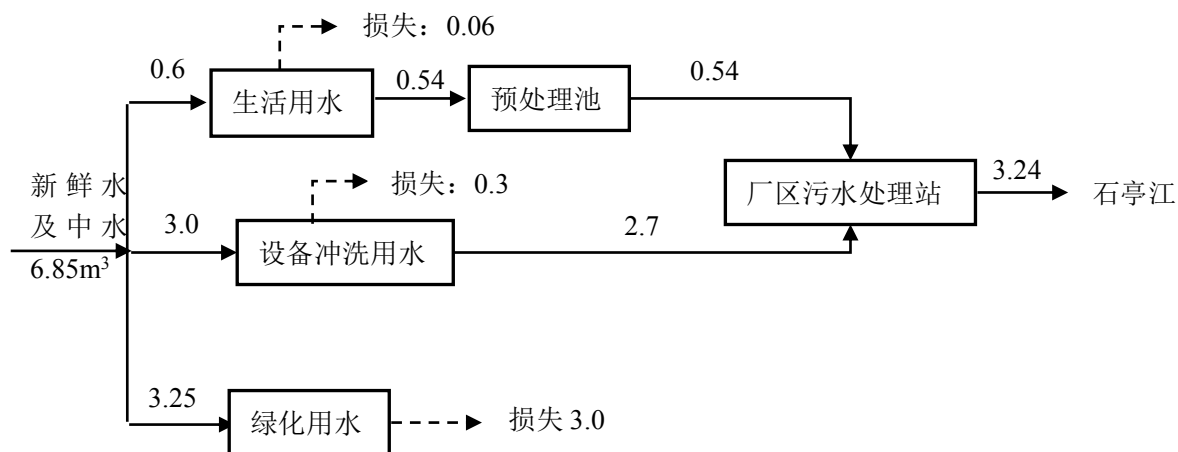 损失：0.06
0.6
生活用水
0.54
预处理池
0.54
新鲜水
及中水
6.85m³
3.0
损失：0.3
设备冲洗用水
2.7
厂区污水处理站
3.24
石亭江
3.25
绿化用水
损失 3.0